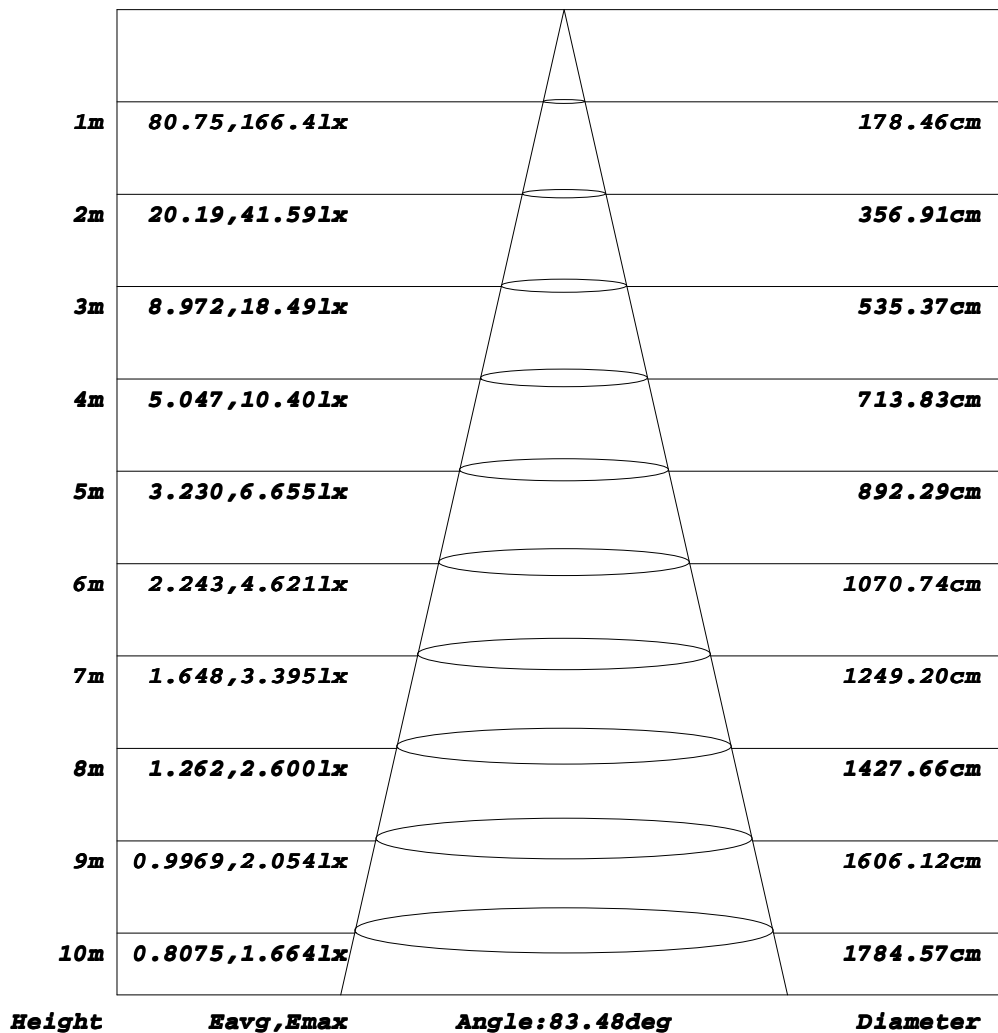 1m 80.75,166.4lx 178.46cm
2m 20.19,41.59lx 356.91cm
3m 8.972,18.49lx 535.37cm
4m 5.047,10.40lx 713.83cm
5m 3.230,6.655lx 892.29cm
6m 2.243,4.621lx 1070.74cm
7m 1.648,3.395lx 1249.20cm
8m 1.262,2.600lx 1427.66cm
9m 0.9969,2.054lx 1606.12cm
10m 0.8075,1.664lx 1784.57cm
Height Eavg,Emax Angle:83.48deg Diameter